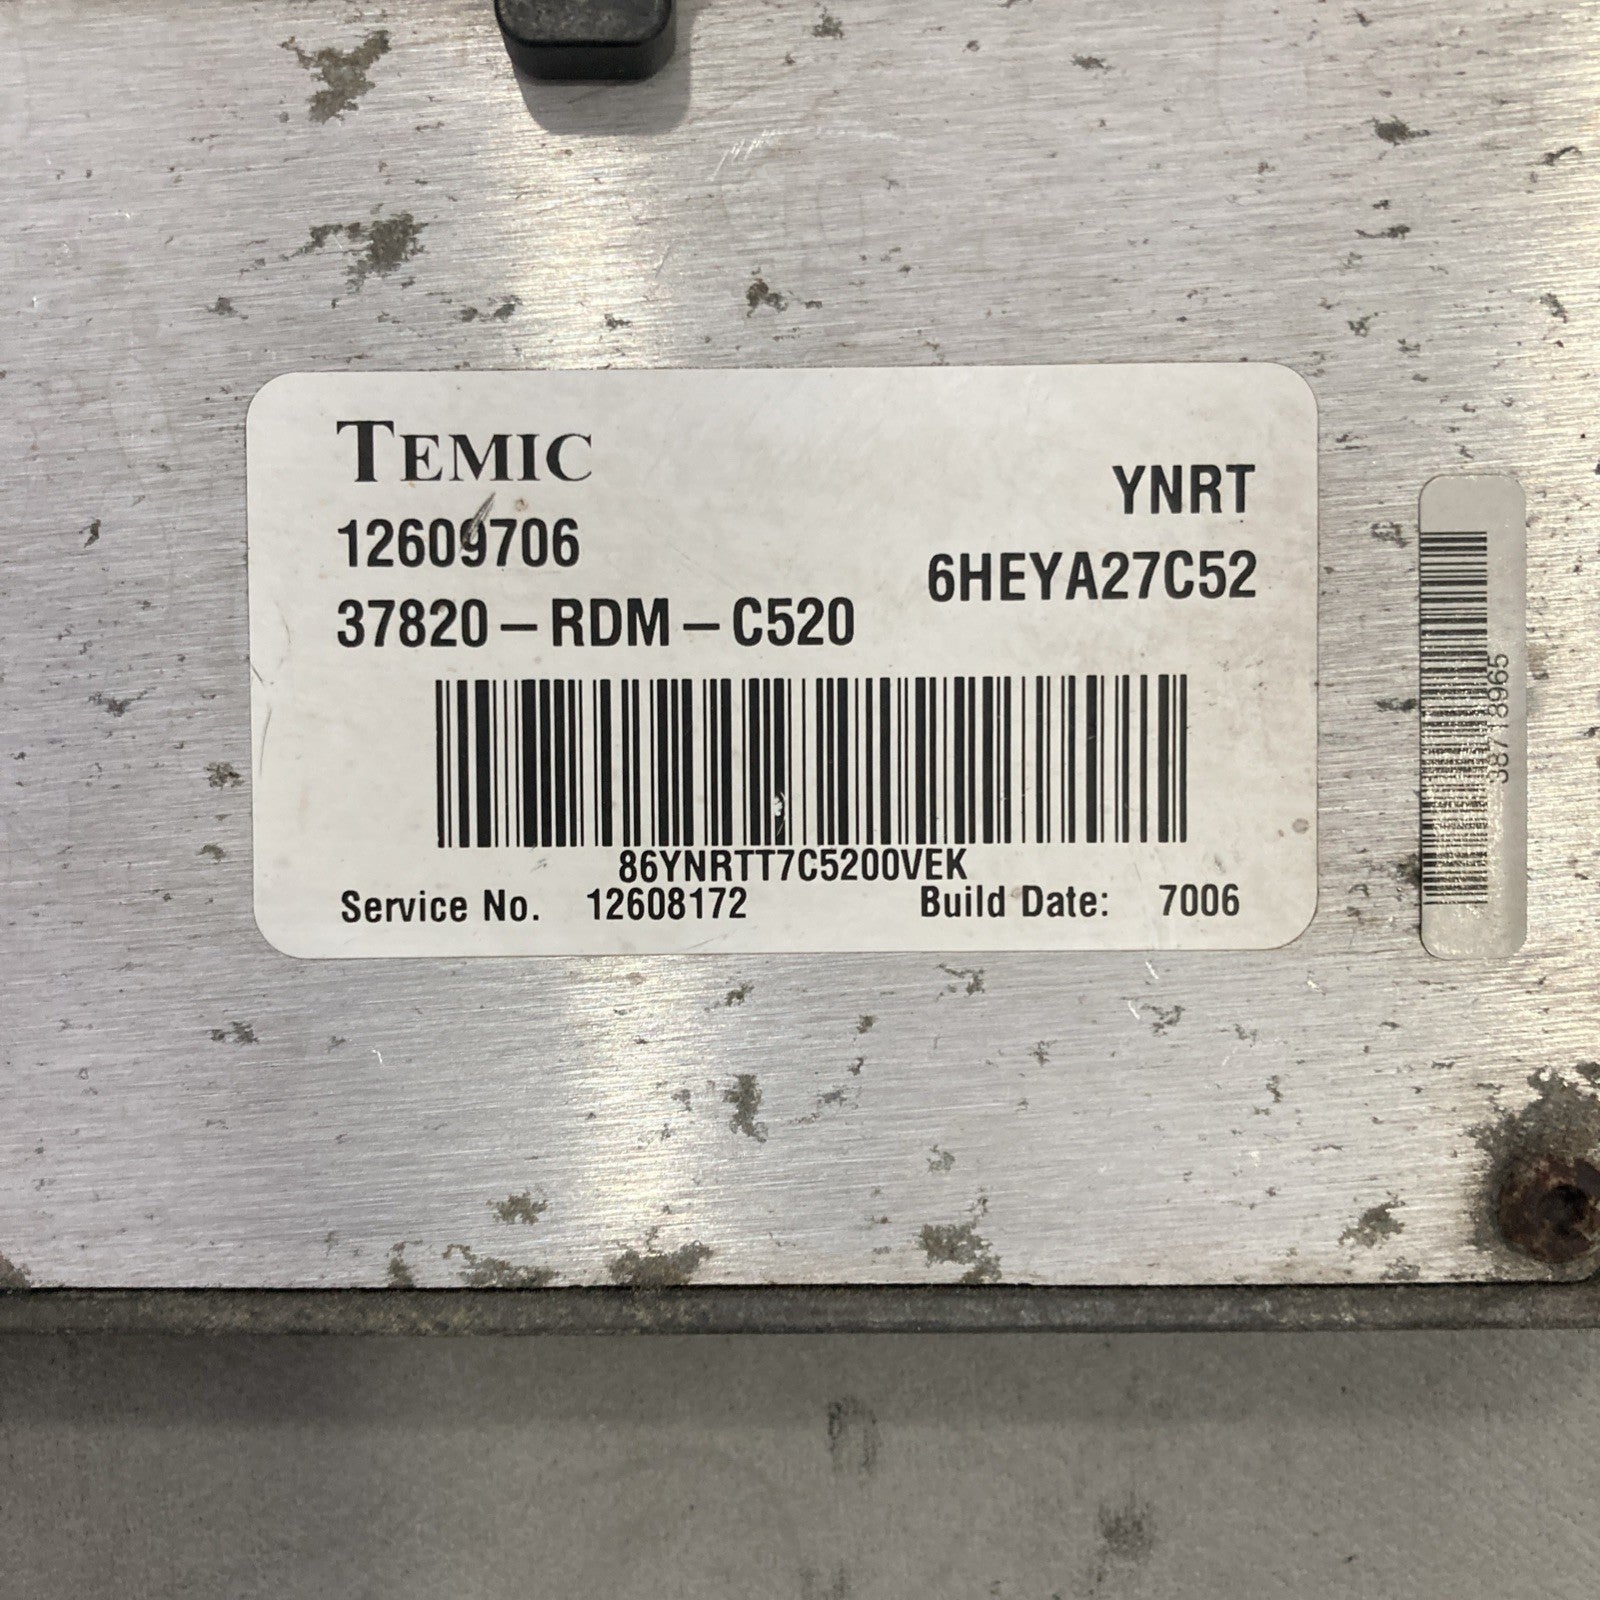 TEMIC
YNRT
12609706
6HEYA27C52
37820-RDM-C520
86YNRTT7C5200VEK
Service No. 12608172 Build Date: 7006
38718965